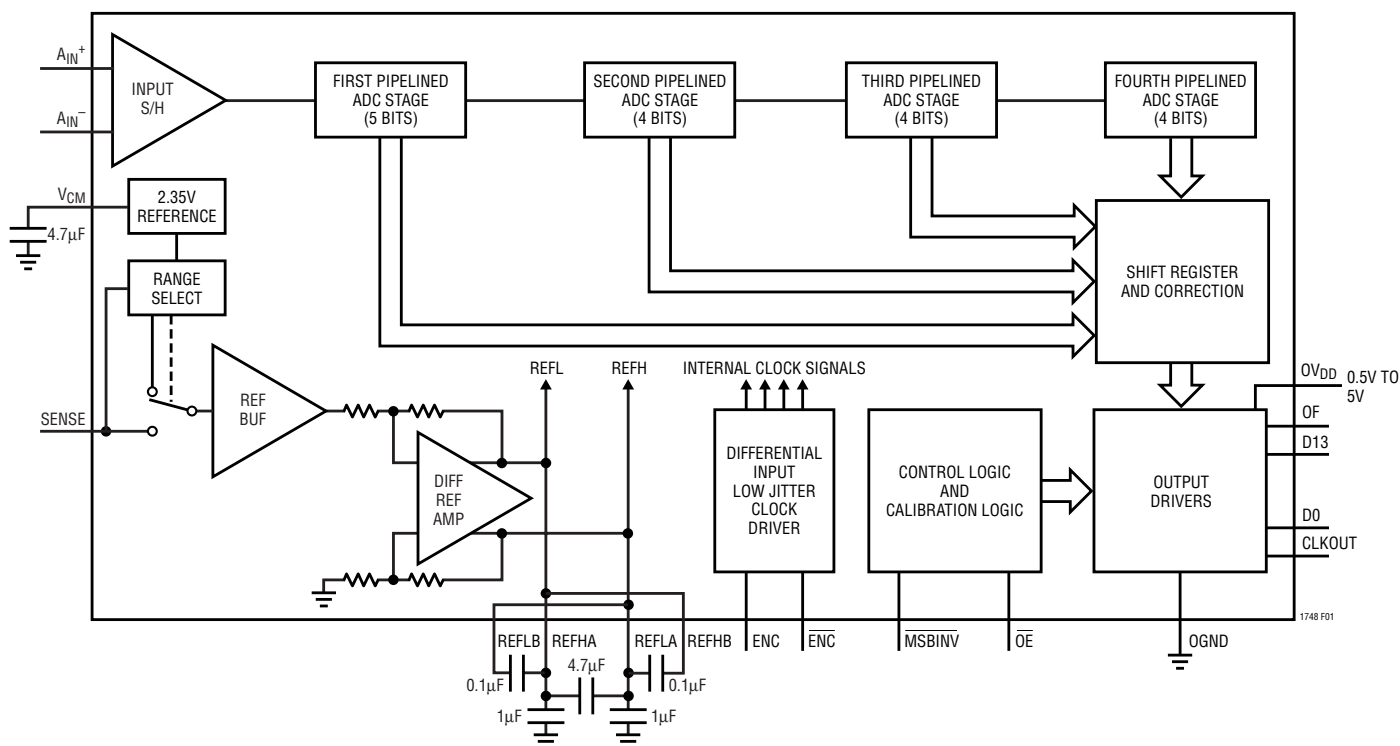 AIN+
AIN−
INPUT
S/H
FIRST PIPELINED
ADC STAGE
(5 BITS)
SECOND PIPELINED
ADC STAGE
(4 BITS)
THIRD PIPELINED
ADC STAGE
(4 BITS)
FOURTH PIPELINED
ADC STAGE
(4 BITS)
VCM
4.7µF
2.35V
REFERENCE
RANGE
SELECT
SHIFT REGISTER
AND CORRECTION
SENSE
REF
BUF
DIFF
REF
AMP
REFL
REFH
INTERNAL CLOCK SIGNALS
DIFFERENTIAL
INPUT
LOW JITTER
CLOCK
DRIVER
CONTROL LOGIC
AND
CALIBRATION LOGIC
OUTPUT
DRIVERS
OVDD
0.5V TO
5V
OF
D13
D0
CLKOUT
1748 F01
REFLB
REFHA
REFLA
REFHB
ENC
E̅N̅C̅
M̅S̅B̅I̅N̅V̅
O̅E̅
OGND
4.7µF
0.1µF
0.1µF
1µF
1µF